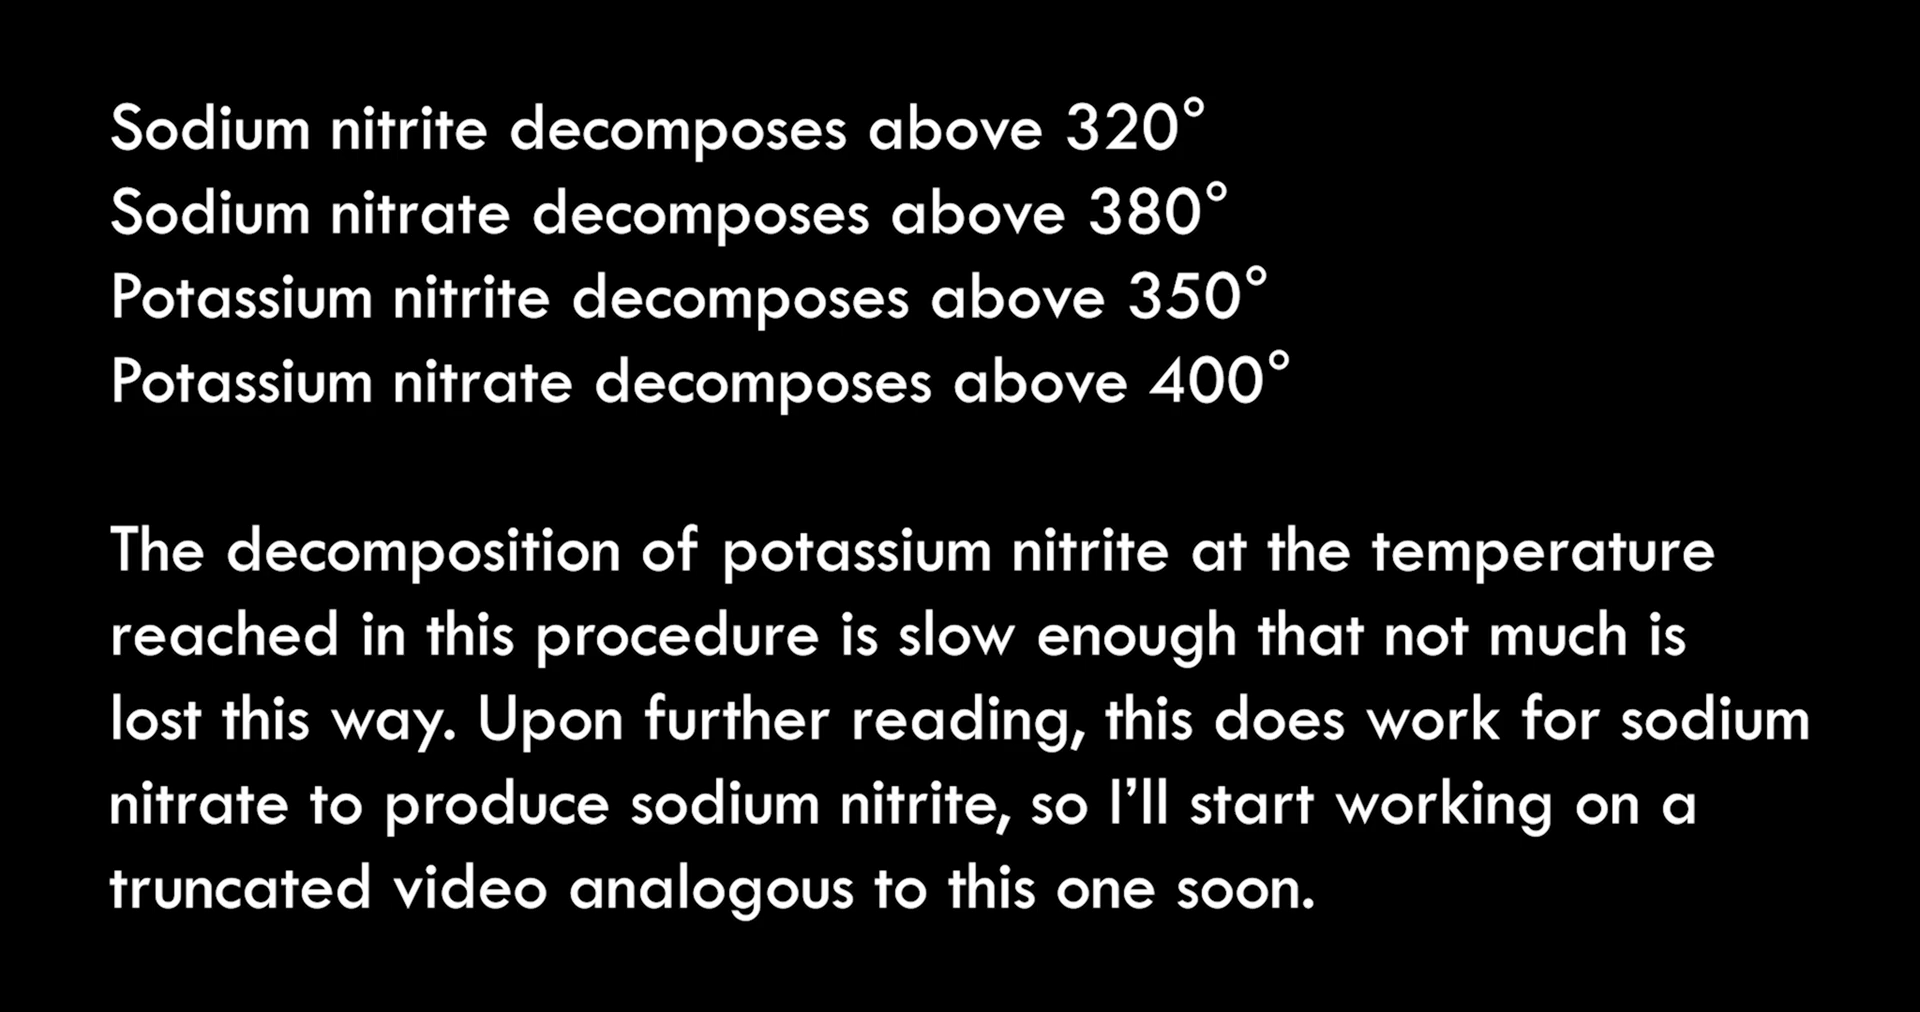 Sodium nitrite decomposes above 320°
Sodium nitrate decomposes above 380°
Potassium nitrite decomposes above 350°
Potassium nitrate decomposes above 400°
The decomposition of potassium nitrite at the temperature
reached in this procedure is slow enough that not much is
lost this way. Upon further reading, this does work for sodium
nitrate to produce sodium nitrite, so I’ll start working on a
truncated video analogous to this one soon.